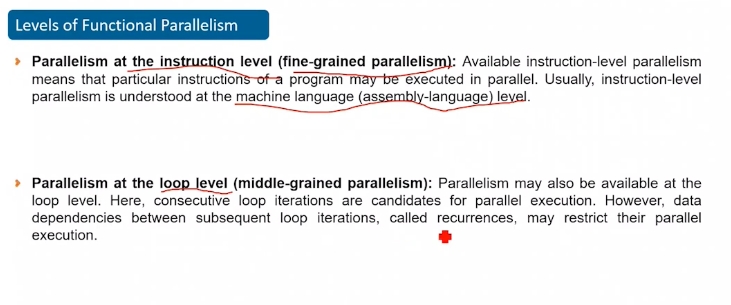 Levels of Functional Parallelism
Parallelism at the instruction level (fine-grained parallelism): Available instruction-level parallelism
means that particular instructions of a program may be executed in parallel. Usually, instruction-level
parallelism is understood at the machine language (assembly-language) level.
Parallelism at the loop level (middle-grained parallelism): Parallelism may also be available at the
loop level. Here, consecutive loop iterations are candidates for parallel execution. However, data
dependencies between subsequent loop iterations, called recurrences, may restrict their parallel
execution.